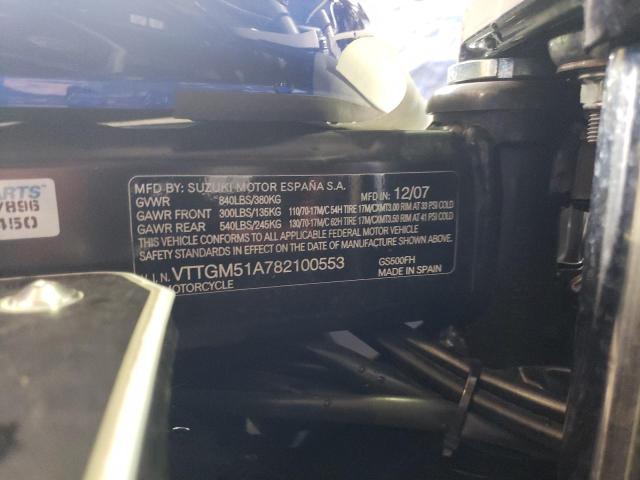 ARTS™
7896
450
MFD BY: SUZUKI MOTOR ESPAÑA S.A. MFD IN 12/07
GVWR 840LBS/380KG
GAWR FRONT 300LBS/135KG 110/70-17M/C 54H TIRE 17M/CXMT3.00 RIM AT 33 PSI COLD
GAWR REAR 540LBS/245KG 130/70-17M/C 62H TIRE 17M/CXMT3.50 RIM AT 41 PSI COLD
THIS VEHICLE CONFORMS TO ALL APPLICABLE FEDERAL MOTOR VEHICLE
SAFETY STANDARDS IN EFFECT ON THE DATE OF MANUFACTURE SHOWN ABOVE
V.I.N. VTTGM51A782100553 GS500FH
MOTORCYCLE MADE IN SPAIN